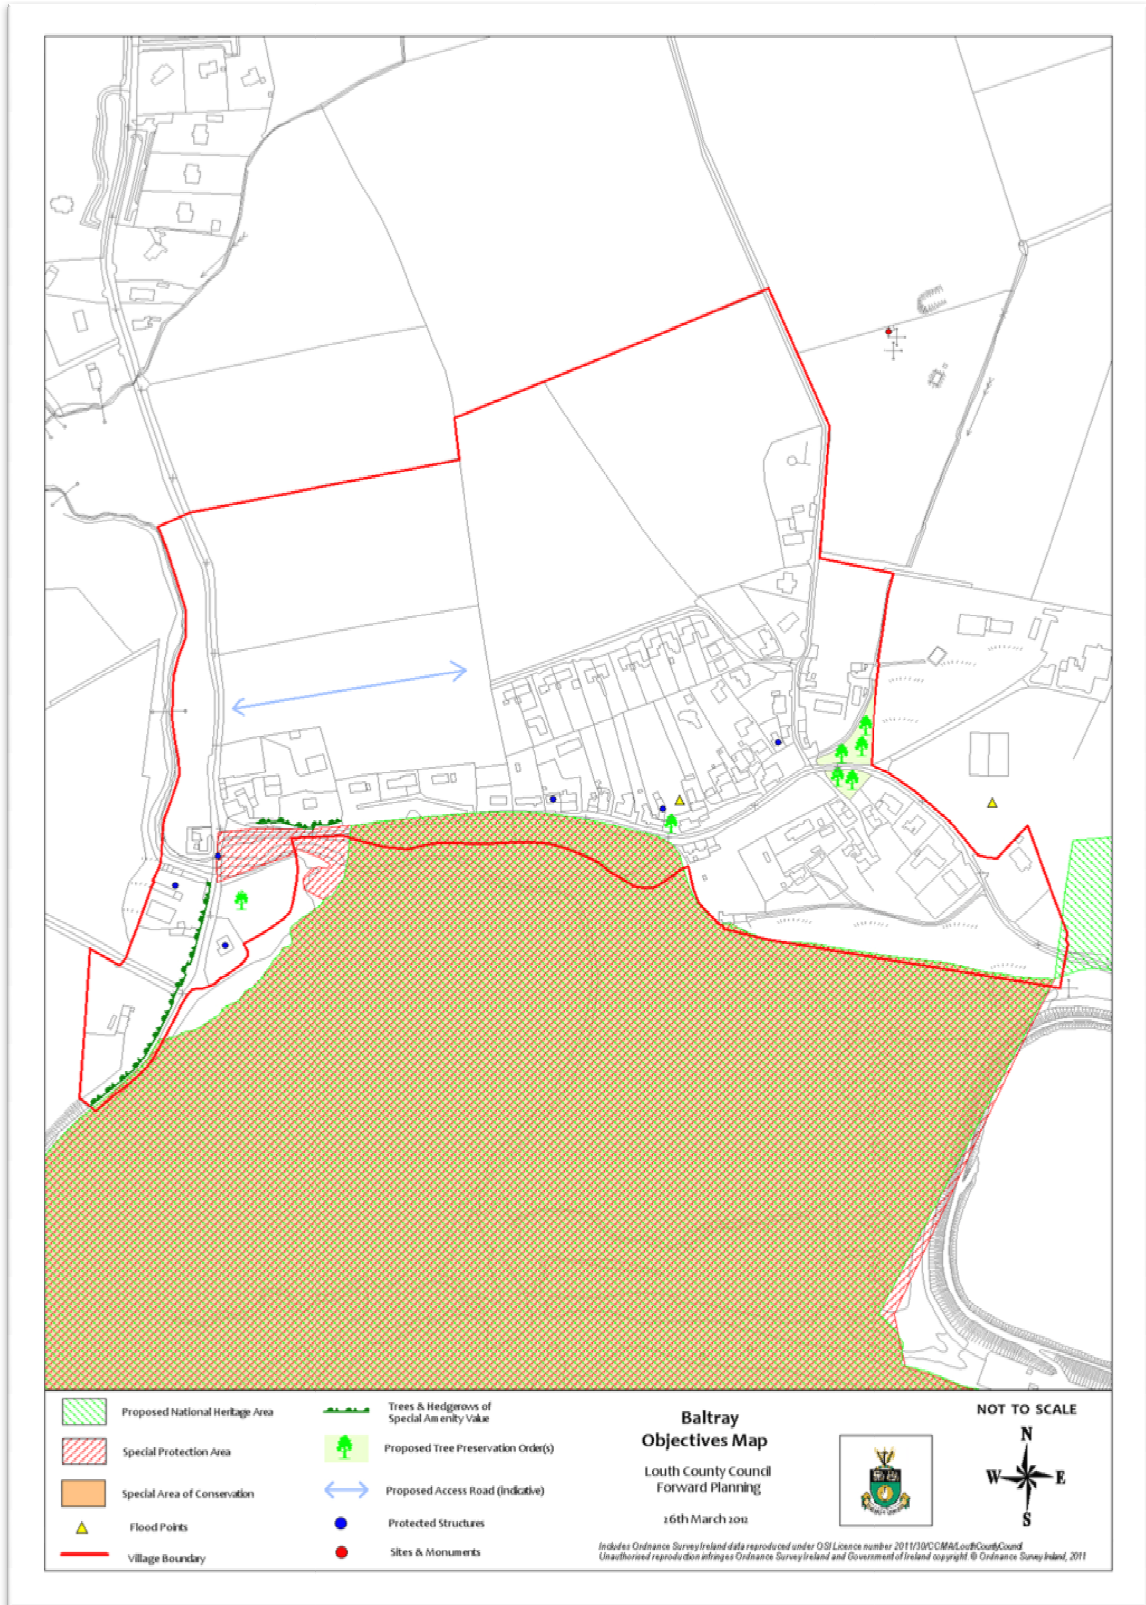 Proposed National Heritage Area
Special Protection Area
Special Area of Conservation
Flood Points
Village Boundary
Trees & Hedgerows of
Special Amenity Value
Proposed Tree Preservation Order(s)
Proposed Access Road (Indicative)
Protected Structures
Sites & Monuments
Baltray
Objectives Map
Louth County Council
Forward Planning
26th March 2012
NOT TO SCALE
N
W E
S
Includes Ordnance Survey Ireland data reproduced under OSI Licence number 2011/30/CCMA/LouthCountyCouncil
Unauthorised reproduction infringes Ordnance Survey Ireland and Government of Ireland copyright. © Ordnance Survey Ireland, 2011